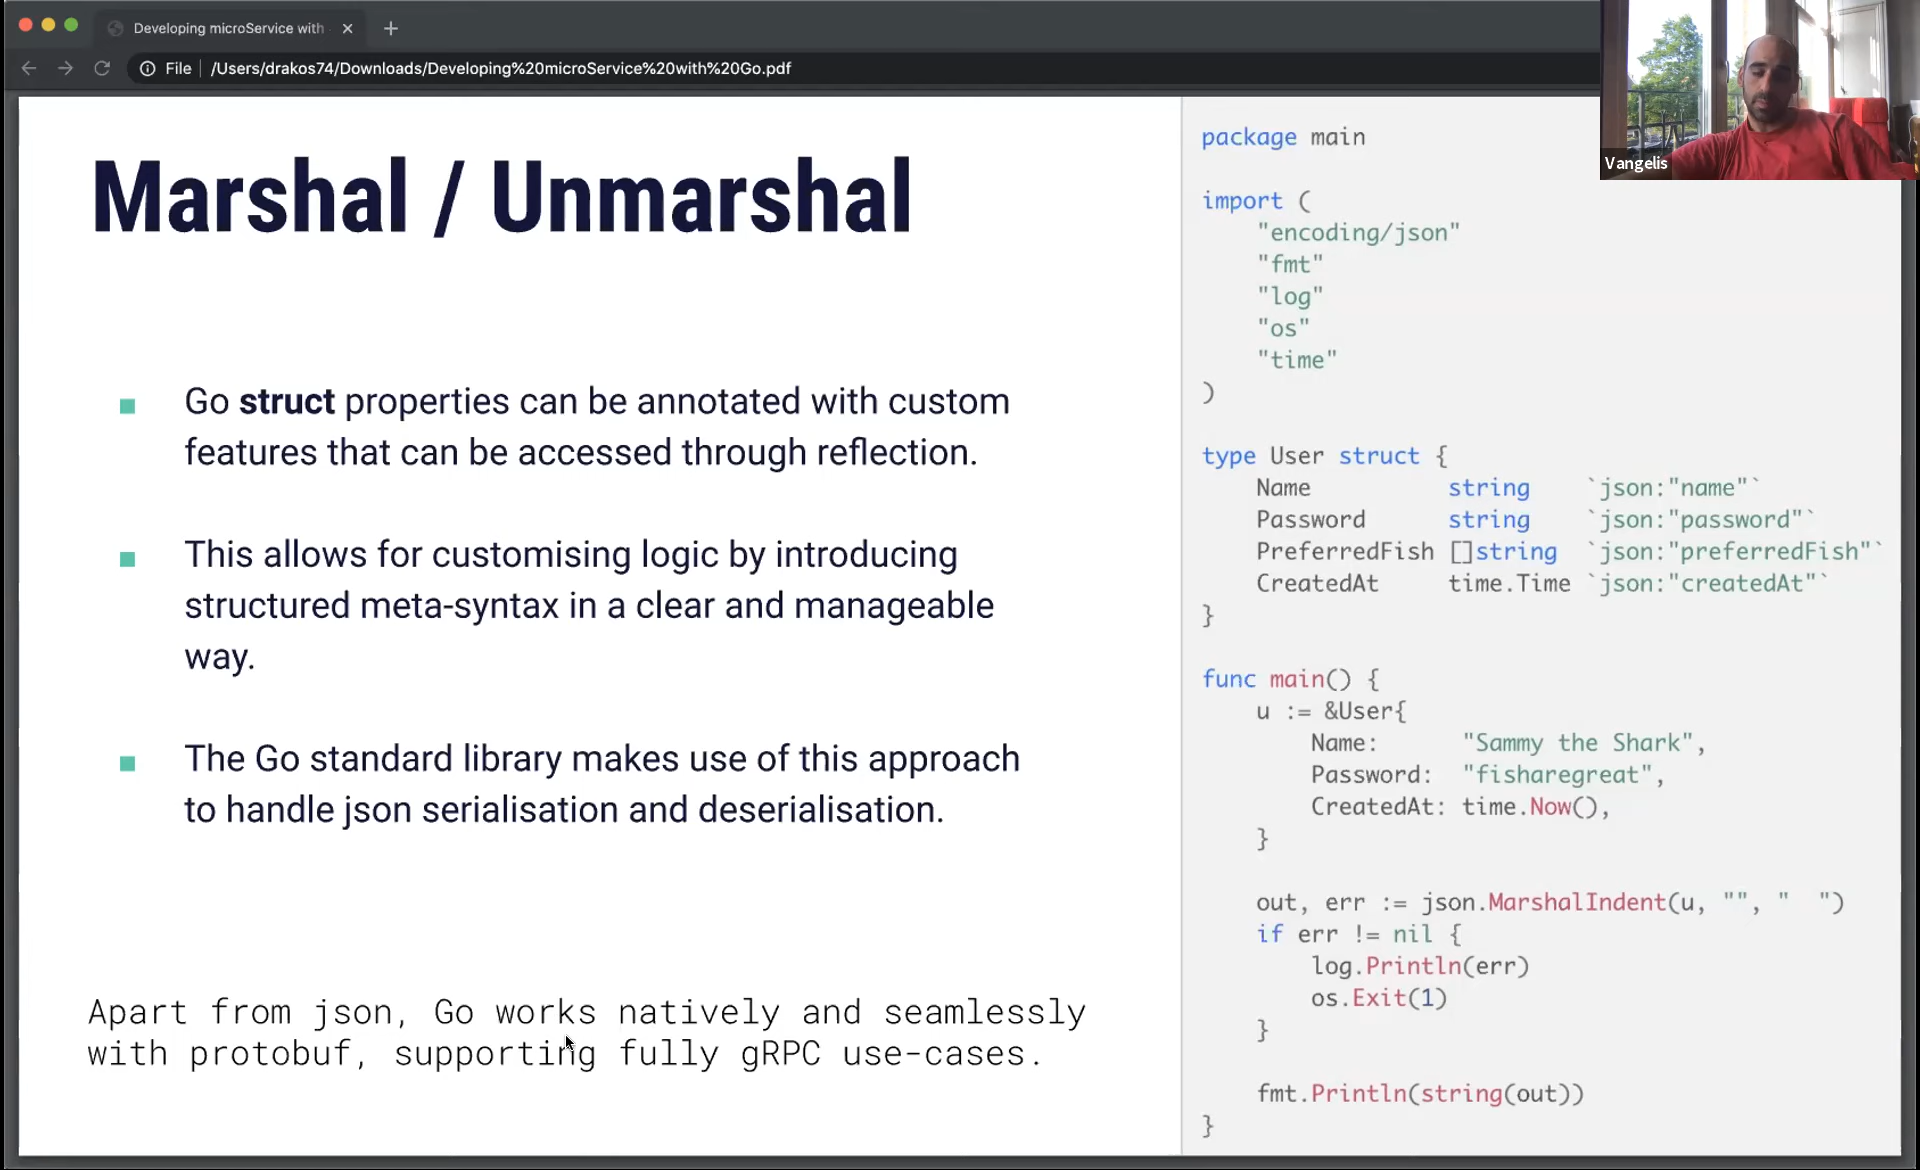 Developing microService with
File | /Users/drakos74/Downloads/Developing%20microService%20with%20Go.pdf
Vangelis
Marshal / Unmarshal
Go struct properties can be annotated with custom
features that can be accessed through reflection.
This allows for customising logic by introducing
structured meta-syntax in a clear and manageable
way.
The Go standard library makes use of this approach
to handle json serialisation and deserialisation.
Apart from json, Go works natively and seamlessly
with protobuf, supporting fully gRPC use-cases.
package main
import (
"encoding/json"
"fmt"
"log"
"os"
"time"
)
type User struct {
Name string `json:"name"`
Password string `json:"password"`
PreferredFish []string `json:"preferredFish"`
CreatedAt time.Time `json:"createdAt"`
}
func main() {
u := &User{
Name: "Sammy the Shark",
Password: "fisharegreat",
CreatedAt: time.Now(),
}
out, err := json.MarshalIndent(u, "", "  ")
if err != nil {
log.Println(err)
os.Exit(1)
}
fmt.Println(string(out))
}